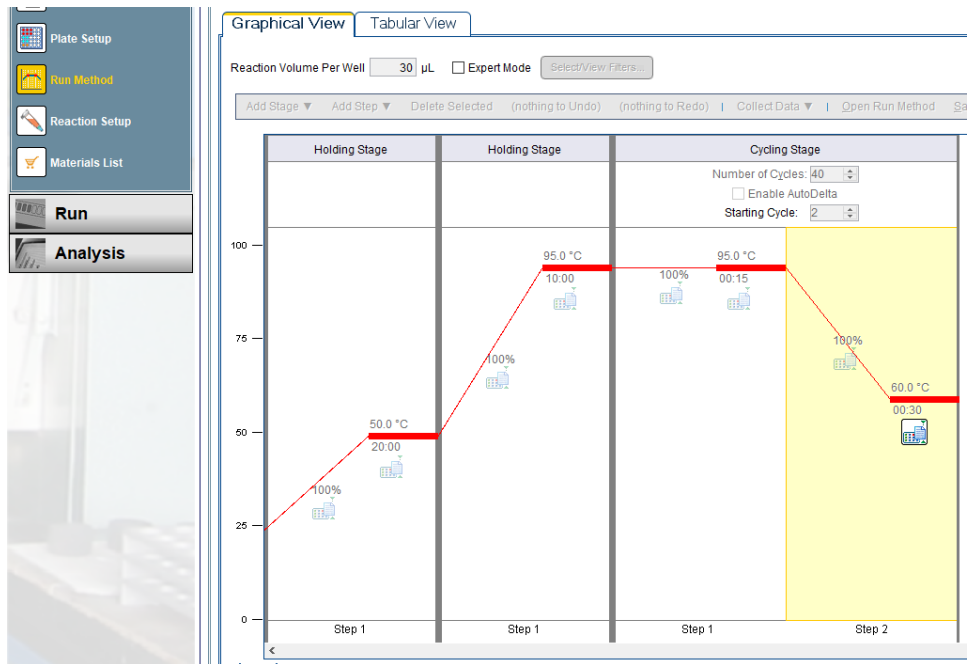 Plate Setup
Run Method
Reaction Setup
Materials List
Run
Analysis
Graphical View Tabular View
Reaction Volume Per Well 30 µL Expert Mode Select/View Filters...
Add Stage ▼ Add Step ▼ Delete Selected (nothing to Undo) (nothing to Redo) | Collect Data ▼ | Open Run Method Sa
Holding Stage Holding Stage Cycling Stage
Number of Cycles: 40
Enable AutoDelta
Starting Cycle: 2
100
75
50
25
0
100%
50.0 °C
20:00
100%
95.0 °C
10:00
100%
95.0 °C
00:15
100%
60.0 °C
00:30
Step 1 Step 1 Step 1 Step 2